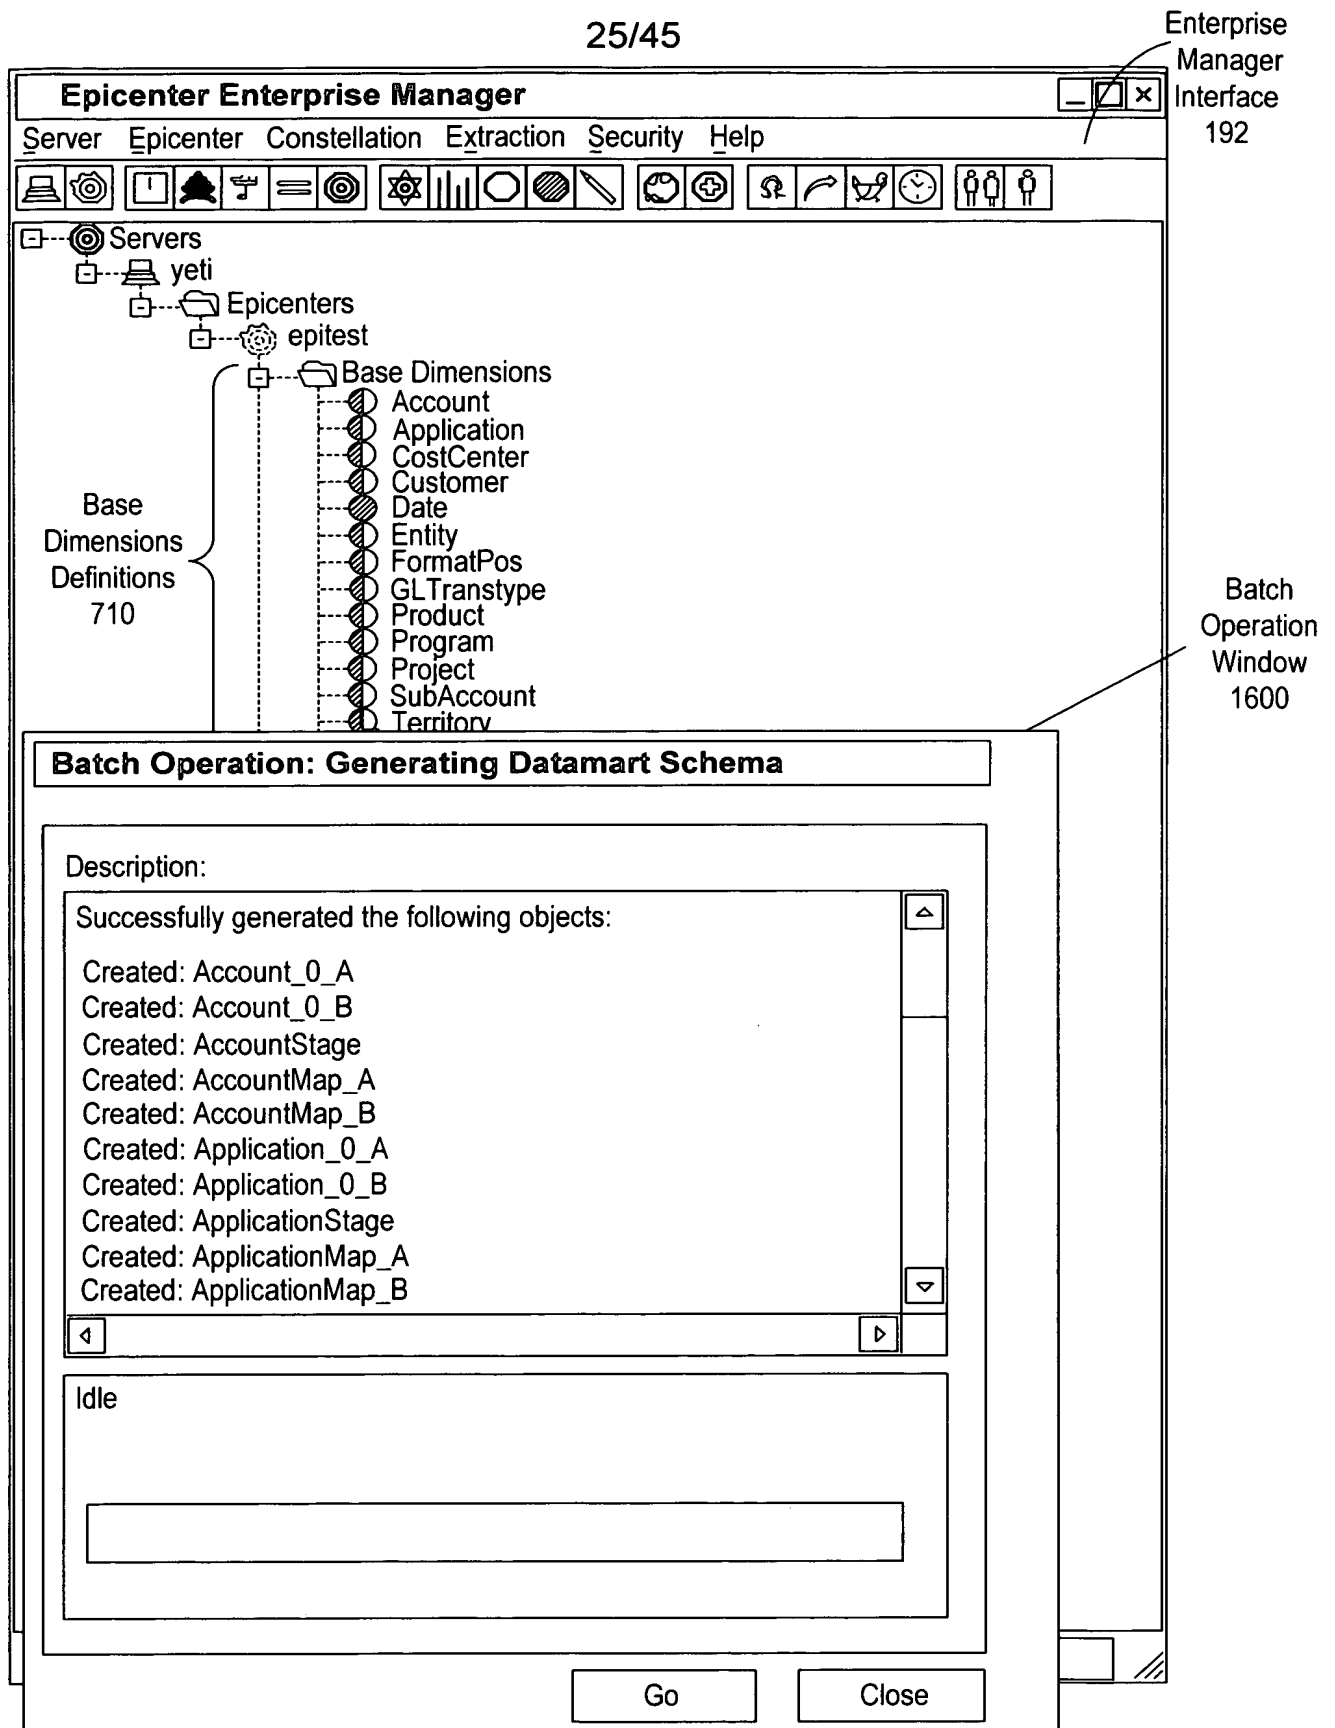 25/45
Enterprise
Manager
Interface
192
Epicenter Enterprise Manager
Server Epicenter Constellation Extraction Security Help
Servers
yeti
Epicenters
epitest
Base Dimensions
Account
Application
CostCenter
Customer
Date
Entity
FormatPos
GLTranstype
Product
Program
Project
SubAccount
Territory
Base
Dimensions
Definitions
710
Batch
Operation
Window
1600
Batch Operation: Generating Datamart Schema
Description:
Successfully generated the following objects:
Created: Account_0_A
Created: Account_0_B
Created: AccountStage
Created: AccountMap_A
Created: AccountMap_B
Created: Application_0_A
Created: Application_0_B
Created: ApplicationStage
Created: ApplicationMap_A
Created: ApplicationMap_B
Idle
Go Close